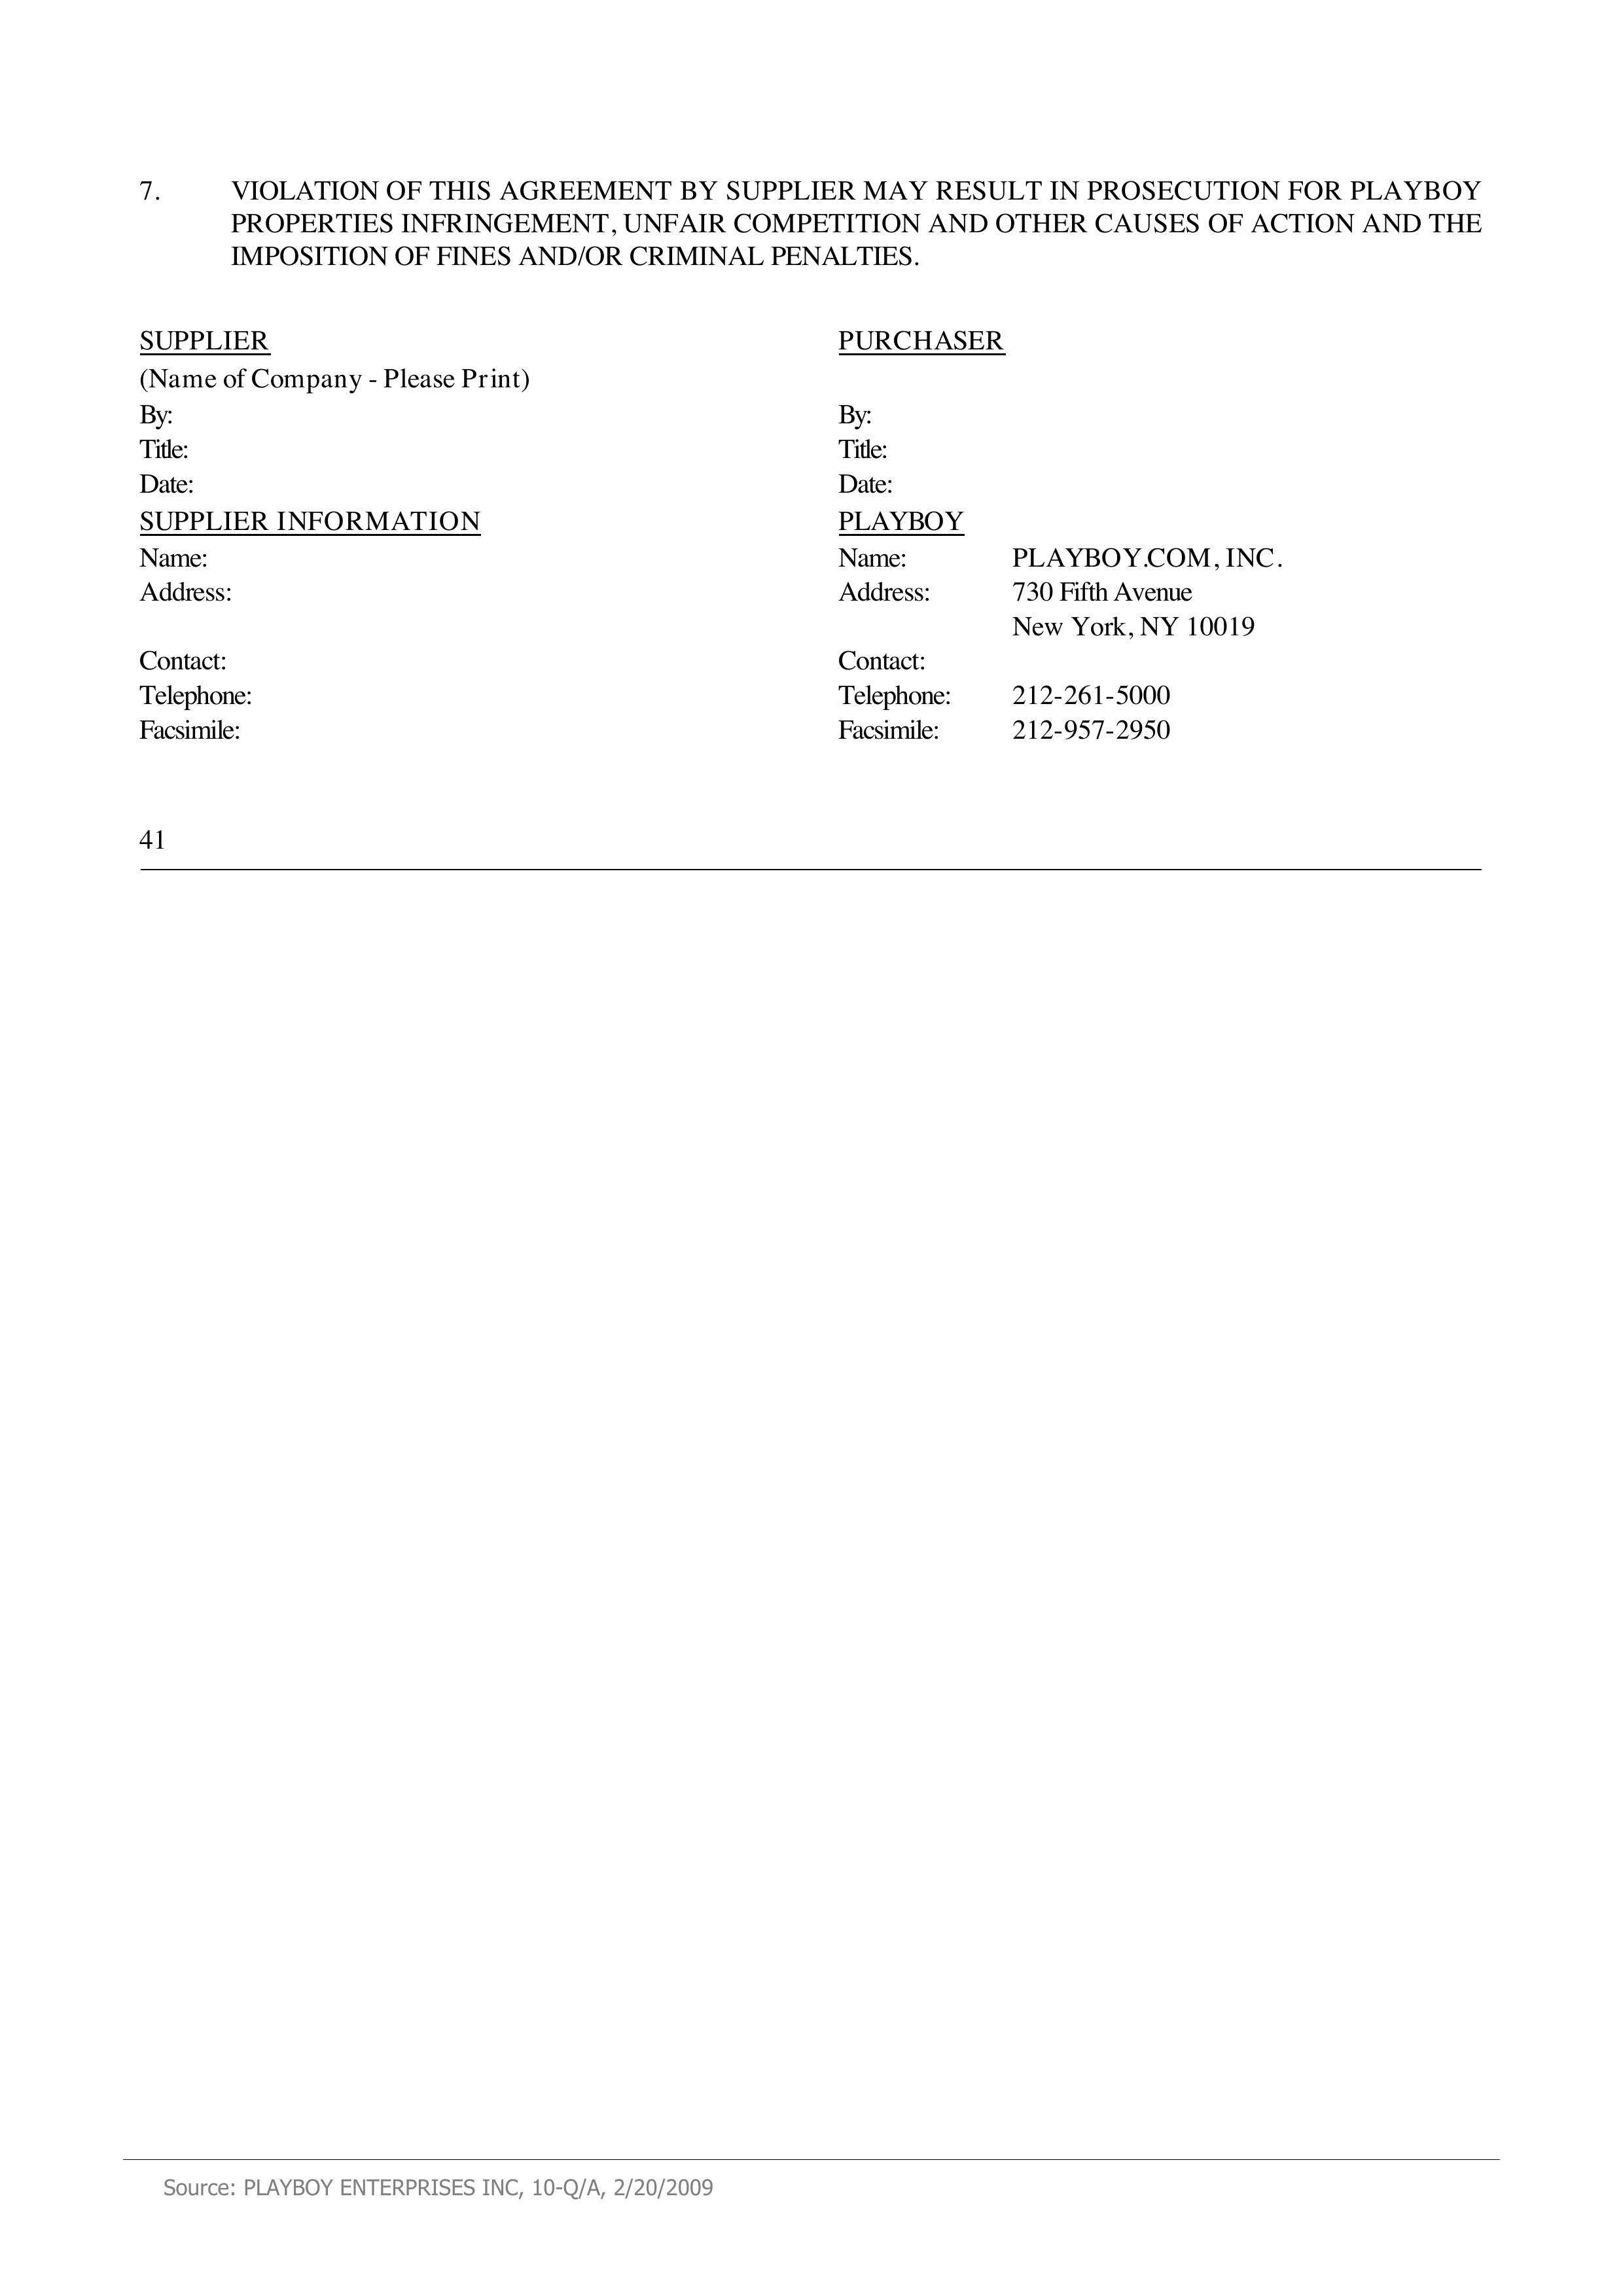 7. VIOLATION OF THIS AGREEMENT BY SUPPLIER MAY RESULT IN PROSECUTION FOR PLAYBOY
PROPERTIES INFRINGEMENT, UNFAIR COMPETITION AND OTHER CAUSES OF ACTION AND THE
IMPOSITION OF FINES AND/OR CRIMINAL PENALTIES.
SUPPLIER PURCHASER
(Name of Company - Please Print)
By: By:
Title: Title:
Date: Date:
SUPPLIER INFORMATION PLAYBOY
Name: Name: PLAYBOY.COM, INC.
Address: Address: 730 Fifth Avenue
New York, NY 10019
Contact: Contact:
Telephone: Telephone: 212-261-5000
Facsimile: Facsimile: 212-957-2950
41
Source: PLAYBOY ENTERPRISES INC, 10-Q/A, 2/20/2009